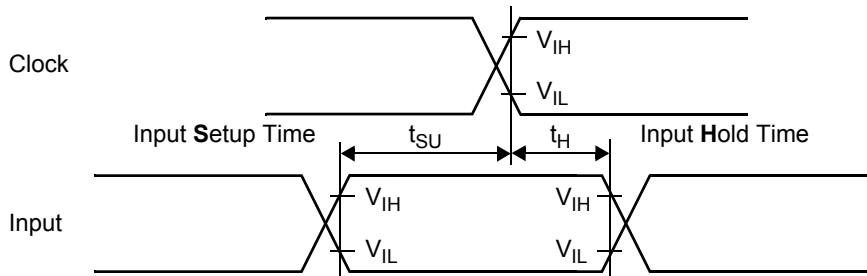 Clock
V_IH
V_IL
Input Setup Time t_SU t_H Input Hold Time
Input
V_IH V_IH
V_IL V_IL